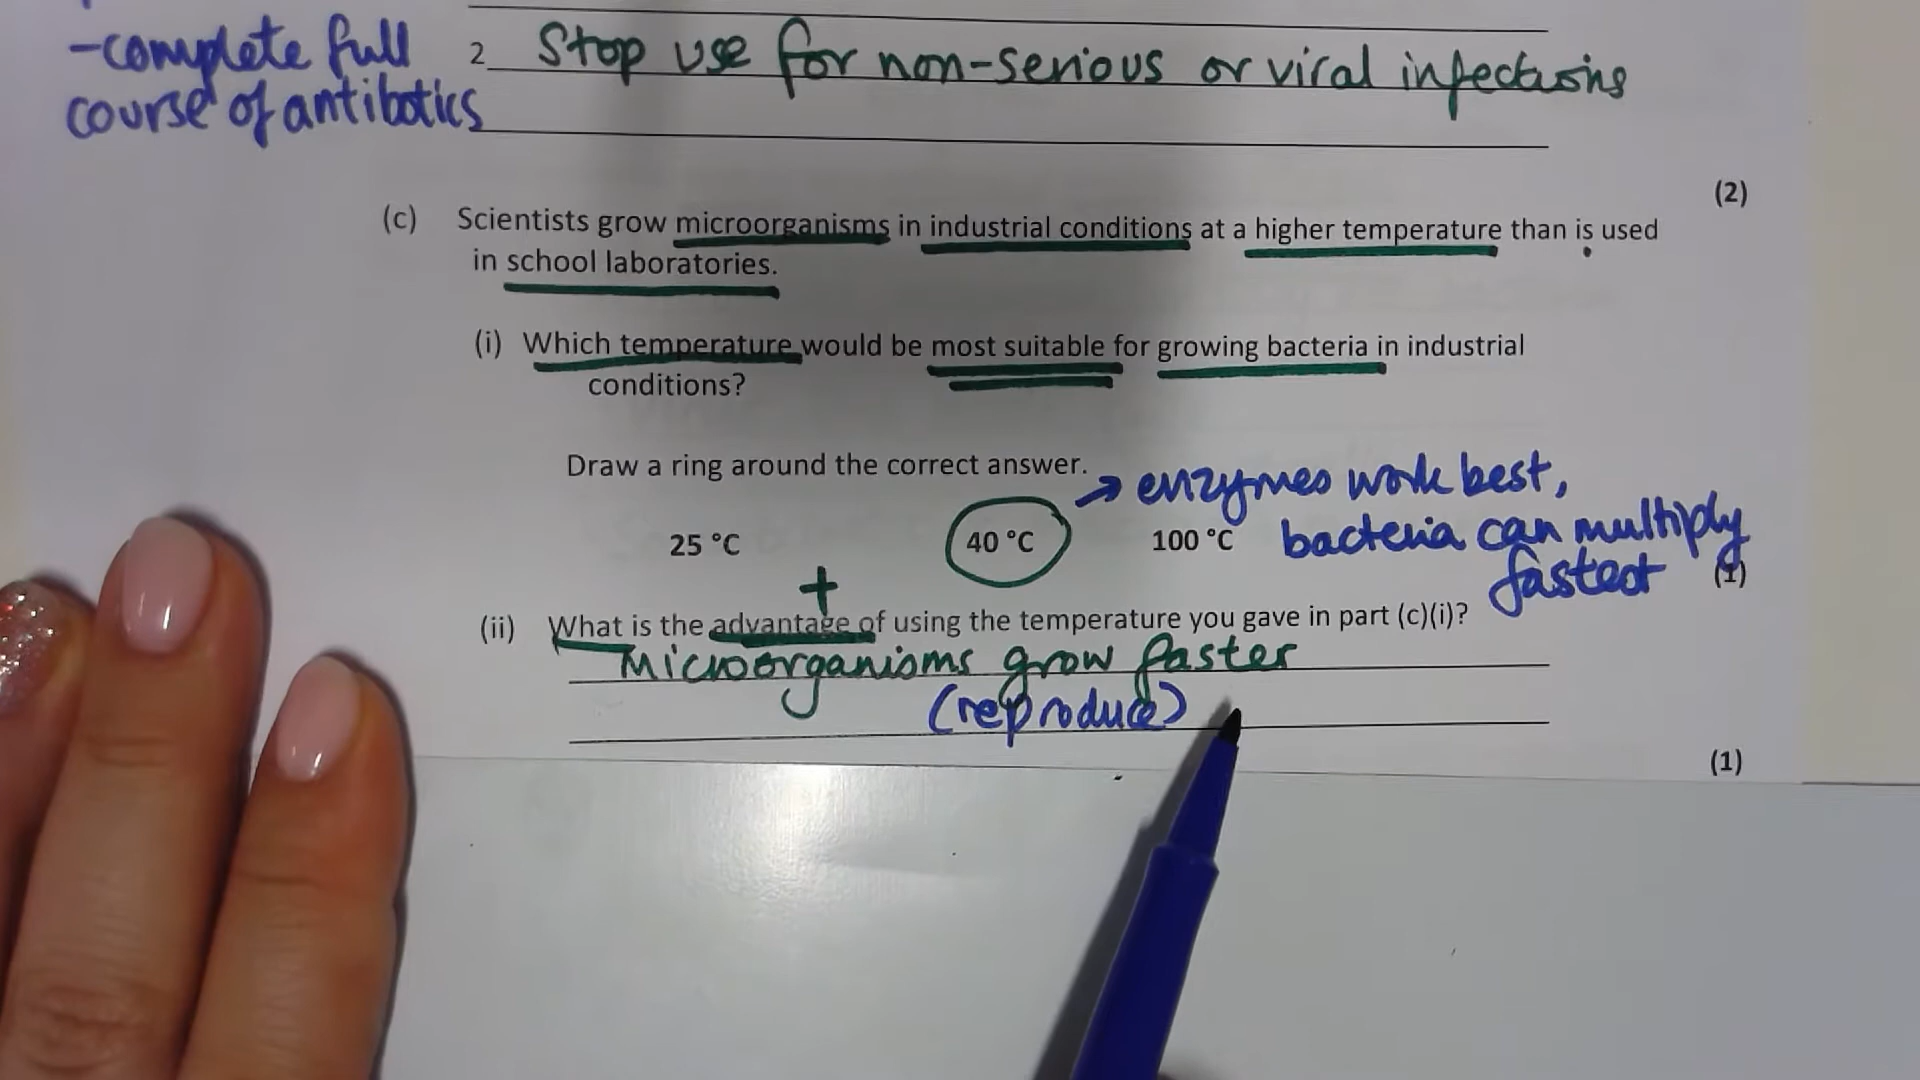 -complete full
course of antibotics
2 Stop use for non-serious or viral infections
(2)
(c) Scientists grow microorganisms in industrial conditions at a higher temperature than is used
in school laboratories.
(i) Which temperature would be most suitable for growing bacteria in industrial
conditions?
Draw a ring around the correct answer.
→ enzymes work best,
bacteria can multiply
fastest
25 °C 40 °C 100 °C
(1)
+
(ii) What is the advantage of using the temperature you gave in part (c)(i)?
Microorganisms grow faster
(reproduce)
(1)